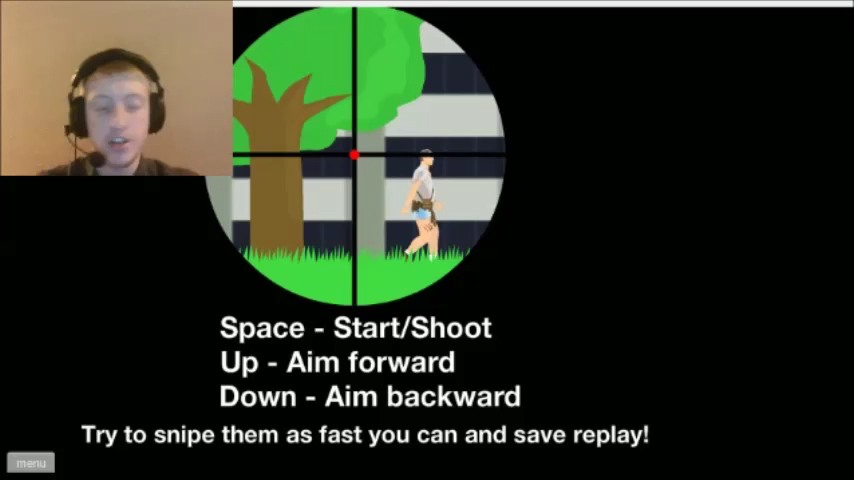 Space - Start/Shoot
Up - Aim forward
Down - Aim backward
Try to snipe them as fast you can and save replay!
menu